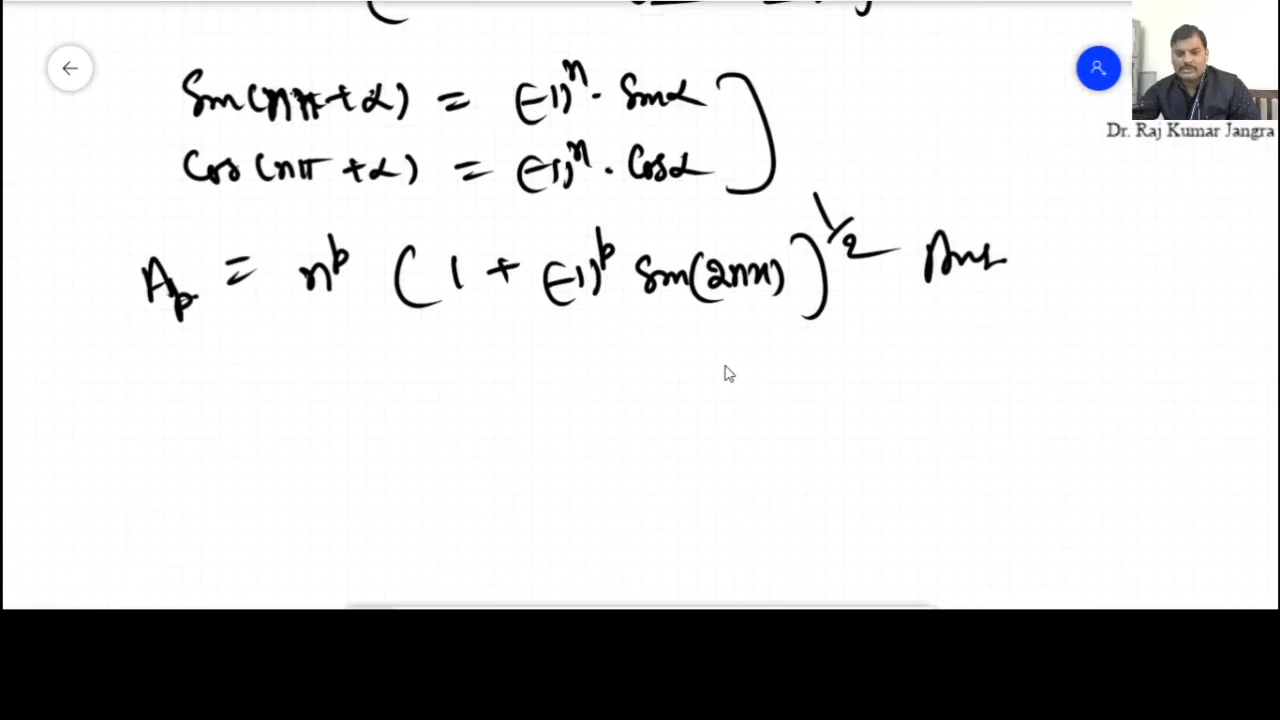 Sin(nπ+α) = (-1)^n · Sinα
Cos(nπ+α) = (-1)^n · Cosα
A_p = n^p (1 + (-1)^p Sin(2nx))^1/2 Ans
Dr. Raj Kumar Jangra